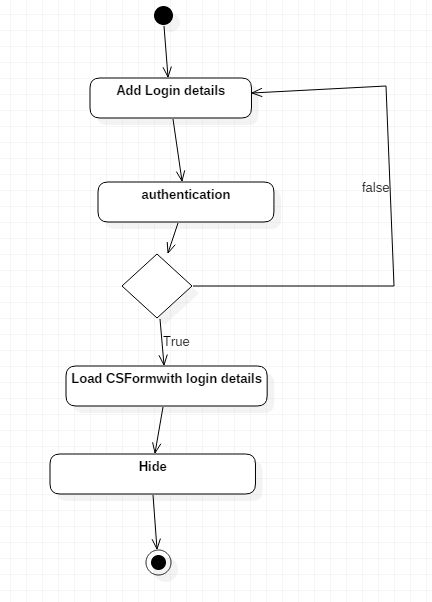 Add Login details
false
authentication
True
Load CSFormwith login details
Hide